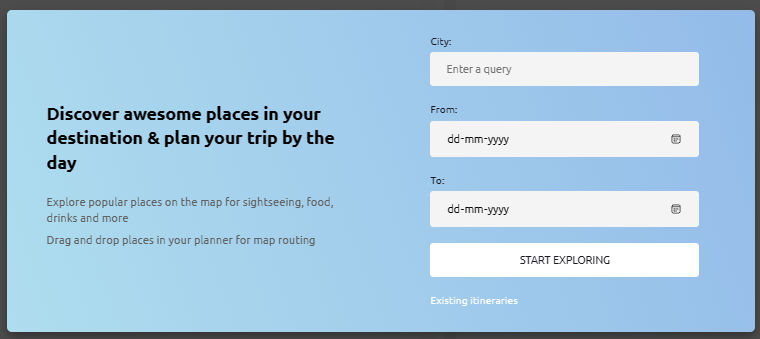 Discover awesome places in your
destination & plan your trip by the
day
Explore popular places on the map for sightseeing, food,
drinks and more
Drag and drop places in your planner for map routing
City:
Enter a query
From:
dd-mm-yyyy
To:
dd-mm-yyyy
START EXPLORING
Existing itineraries